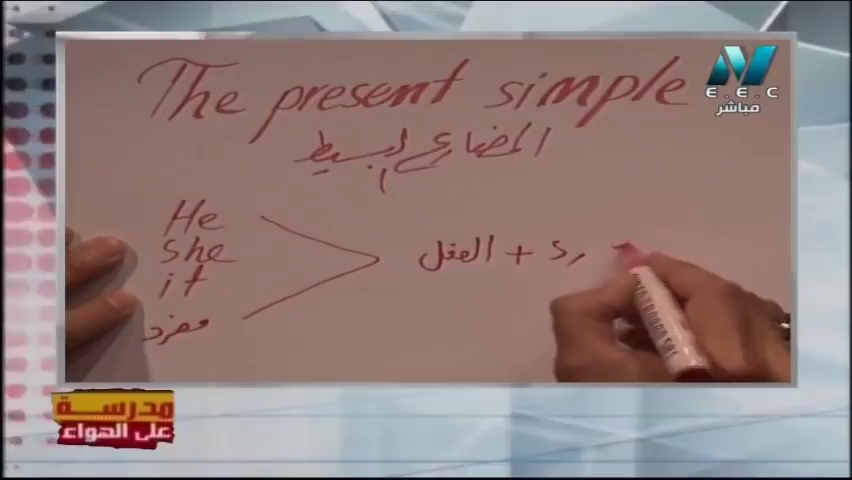 The present simple
المضارع البسيط
He
she
it
مفرد
الفعل + s,
E.E.C
مباشر
مدرسة
على الهواء